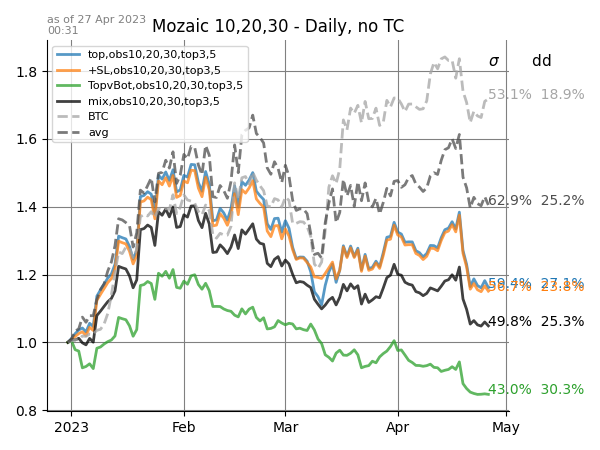 as of 27 Apr 2023
00:31
Mozaic 10,20,30 - Daily, no TC
top,obs10,20,30,top3,5
+SL,obs10,20,30,top3,5
TopvBot,obs10,20,30,top3,5
mix,obs10,20,30,top3,5
BTC
avg
σ dd
53.1% 18.9%
62.9% 25.2%
27.1%
49.8% 25.3%
43.0% 30.3%
1.8
1.6
1.4
1.2
1.0
0.8
2023 Feb Mar Apr May